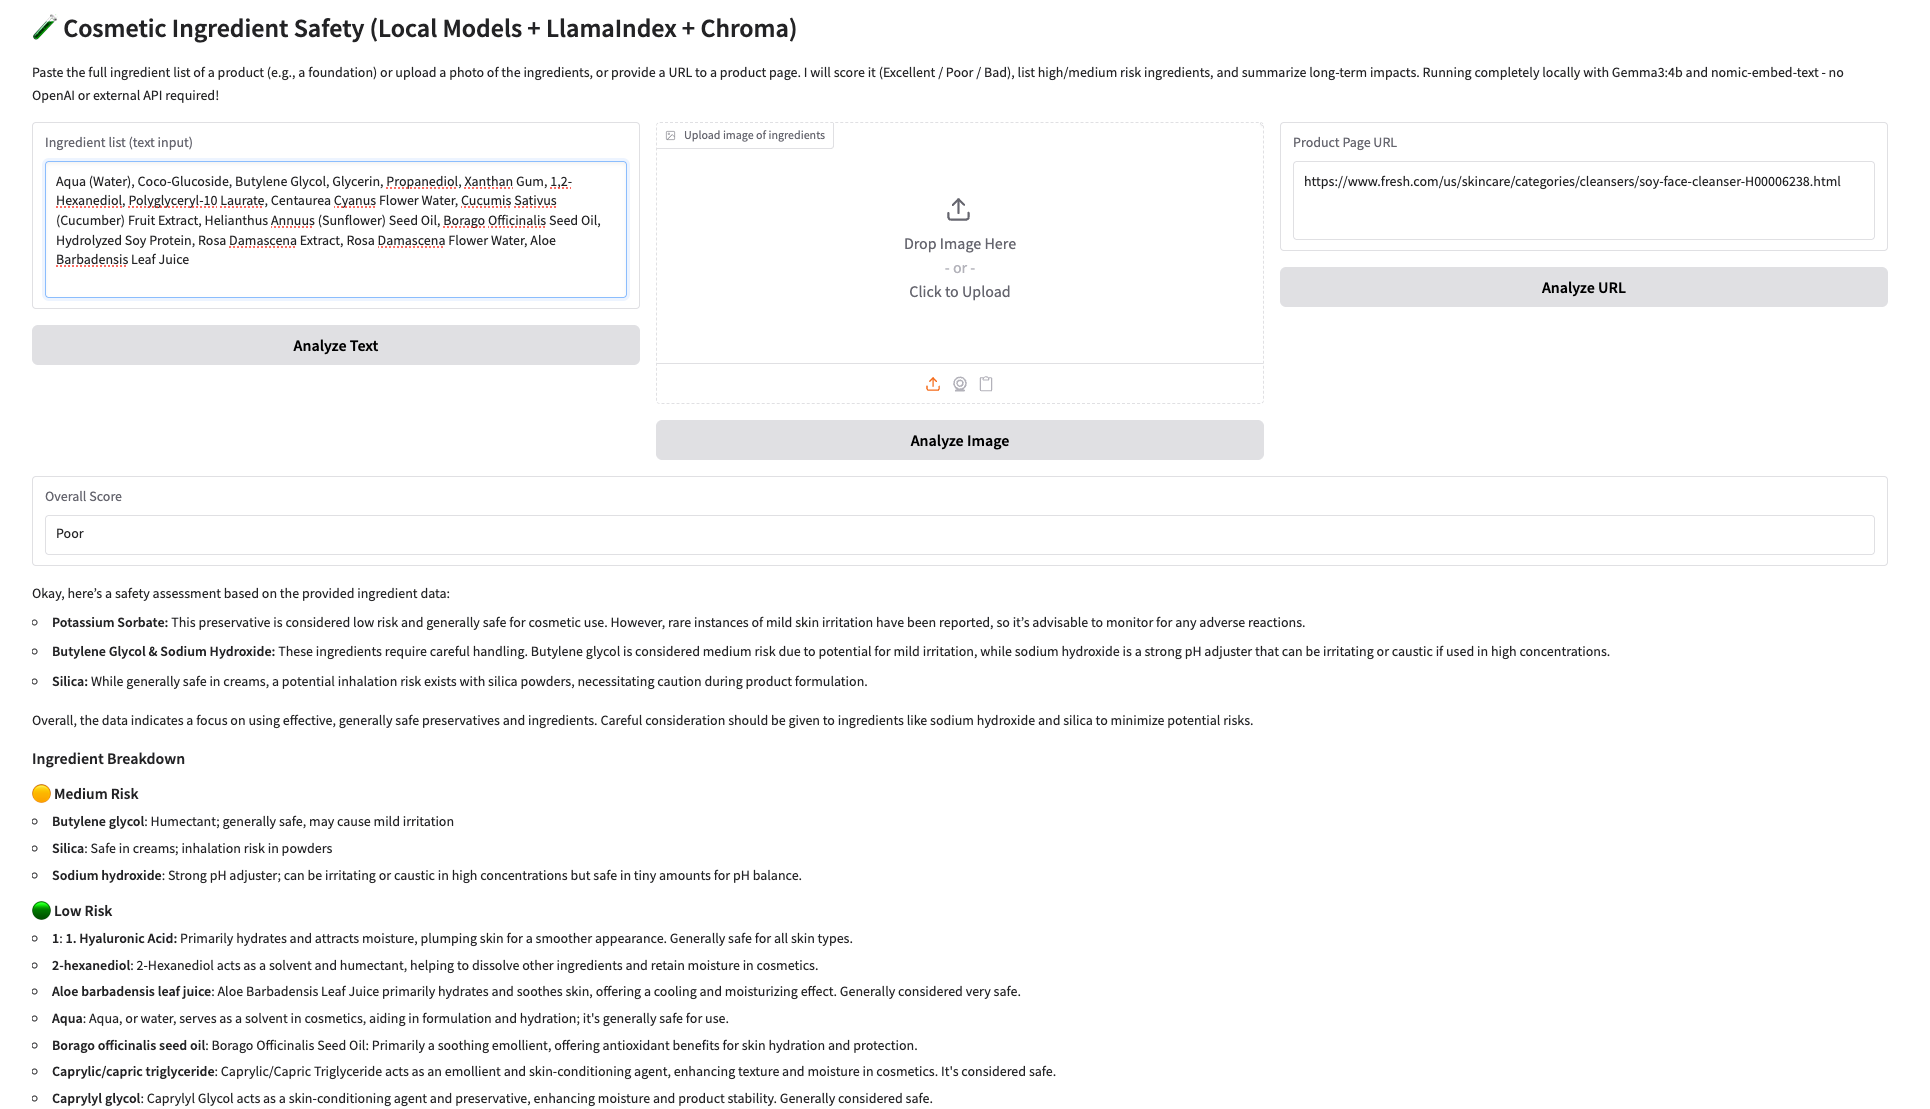 Cosmetic Ingredient Safety (Local Models + LlamaIndex + Chroma)
Paste the full ingredient list of a product (e.g., a foundation) or upload a photo of the ingredients, or provide a URL to a product page. I will score it (Excellent / Poor / Bad), list high/medium risk ingredients, and summarize long-term impacts. Running completely locally with Gemma3:4b and nomic-embed-text - no
OpenAI or external API required!
Ingredient list (text input)
Aqua (Water), Coco-Glucoside, Butylene Glycol, Glycerin, Propanediol, Xanthan Gum, 1,2-
Hexanediol, Polyglyceryl-10 Laurate, Centaurea Cyanus Flower Water, Cucumis Sativus
(Cucumber) Fruit Extract, Helianthus Annuus (Sunflower) Seed Oil, Borago Officinalis Seed Oil,
Hydrolyzed Soy Protein, Rosa Damascena Extract, Rosa Damascena Flower Water, Aloe
Barbadensis Leaf Juice
Analyze Text
Upload image of ingredients
Drop Image Here
- or -
Click to Upload
Analyze Image
Product Page URL
https://www.fresh.com/us/skincare/categories/cleansers/soy-face-cleanser-H00006238.html
Analyze URL
Overall Score
Poor
Okay, here's a safety assessment based on the provided ingredient data:
Potassium Sorbate: This preservative is considered low risk and generally safe for cosmetic use. However, rare instances of mild skin irritation have been reported, so it's advisable to monitor for any adverse reactions.
Butylene Glycol & Sodium Hydroxide: These ingredients require careful handling. Butylene glycol is considered medium risk due to potential for mild irritation, while sodium hydroxide is a strong pH adjuster that can be irritating or caustic if used in high concentrations.
Silica: While generally safe in creams, a potential inhalation risk exists with silica powders, necessitating caution during product formulation.
Overall, the data indicates a focus on using effective, generally safe preservatives and ingredients. Careful consideration should be given to ingredients like sodium hydroxide and silica to minimize potential risks.
Ingredient Breakdown
Medium Risk
Butylene glycol: Humectant; generally safe, may cause mild irritation
Silica: Safe in creams; inhalation risk in powders
Sodium hydroxide: Strong pH adjuster; can be irritating or caustic in high concentrations but safe in tiny amounts for pH balance.
Low Risk
1: 1. Hyaluronic Acid: Primarily hydrates and attracts moisture, plumping skin for a smoother appearance. Generally safe for all skin types.
2-hexanediol: 2-Hexanediol acts as a solvent and humectant, helping to dissolve other ingredients and retain moisture in cosmetics.
Aloe barbadensis leaf juice: Aloe Barbadensis Leaf Juice primarily hydrates and soothes skin, offering a cooling and moisturizing effect. Generally considered very safe.
Aqua: Aqua, or water, serves as a solvent in cosmetics, aiding in formulation and hydration; it's generally safe for use.
Borago officinalis seed oil: Borago Officinalis Seed Oil: Primarily a soothing emollient, offering antioxidant benefits for skin hydration and protection.
Caprylic/capric triglyceride: Caprylic/Capric Triglyceride acts as an emollient and skin-conditioning agent, enhancing texture and moisture in cosmetics. It's considered safe.
Caprylyl glycol: Caprylyl Glycol acts as a skin-conditioning agent and preservative, enhancing moisture and product stability. Generally considered safe.